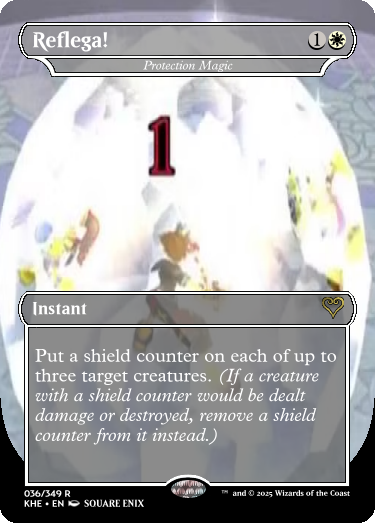 Reflega! 1
Protection Magic
1
Instant
Put a shield counter on each of up to
three target creatures. (If a creature
with a shield counter would be dealt
damage or destroyed, remove a shield
counter from it instead.)
036/349 R
KHE • EN SQUARE ENIX
™ and © 2025 Wizards of the Coast